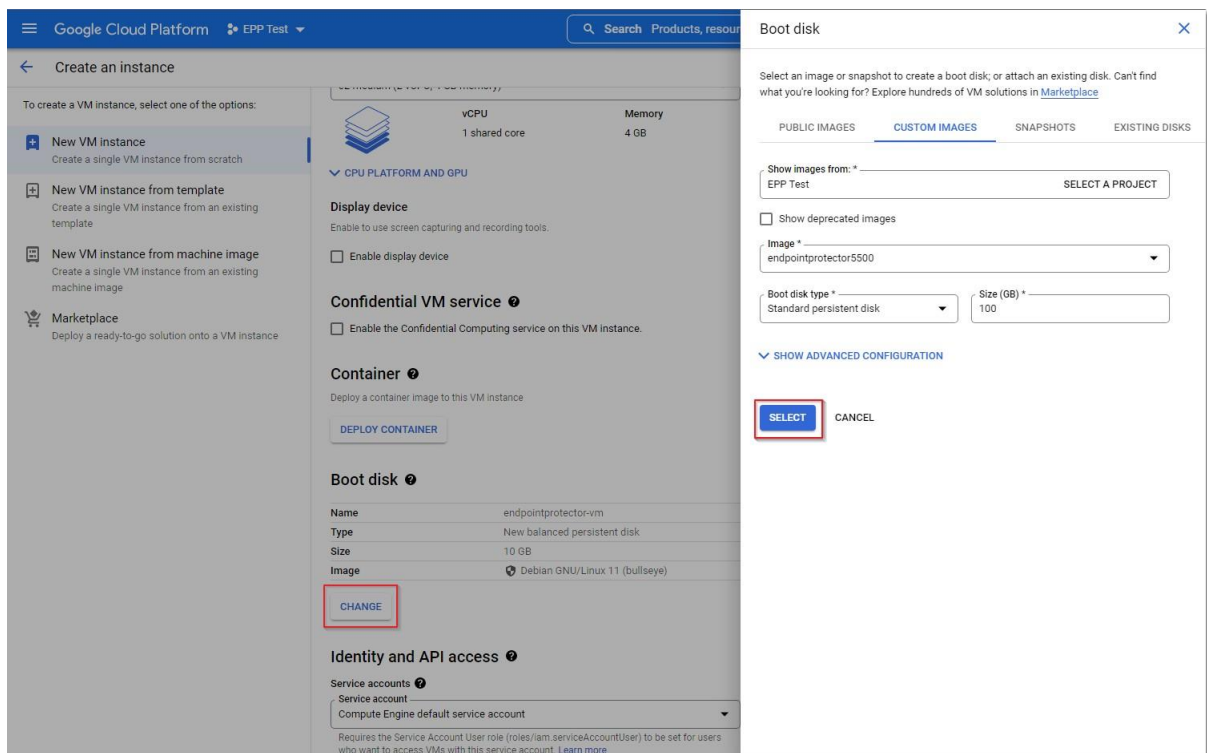 Google Cloud Platform
EPP Test
Search Products, resour
Create an instance
To create a VM instance, select one of the options:
New VM instance
Create a single VM instance from scratch
New VM instance from template
Create a single VM instance from an existing
template
New VM instance from machine image
Create a single VM instance from an existing
machine image
Marketplace
Deploy a ready-to-go solution onto a VM instance
vCPU
Memory
1 shared core
4 GB
CPU PLATFORM AND GPU
Display device
Enable to use screen capturing and recording tools.
Enable display device
Confidential VM service
Enable the Confidential Computing service on this VM instance.
Container
Deploy a container image to this VM instance
DEPLOY CONTAINER
Boot disk
Name endpointprotector-vm
Type New balanced persistent disk
Size 10 GB
Image Debian GNU/Linux 11 (bullseye)
CHANGE
Identity and API access
Service accounts
Service account
Compute Engine default service account
Requires the Service Account User role (roles/iam.serviceAccountUser) to be set for users
who want to access VMs with this service account. Learn more
Boot disk
Select an image or snapshot to create a boot disk; or attach an existing disk. Can't find
what you're looking for? Explore hundreds of VM solutions in Marketplace
PUBLIC IMAGES CUSTOM IMAGES SNAPSHOTS EXISTING DISKS
Show images from: *
EPP Test SELECT A PROJECT
Show deprecated images
Image *
endpointprotector5500
Boot disk type *
Standard persistent disk
Size (GB) *
100
SHOW ADVANCED CONFIGURATION
SELECT CANCEL